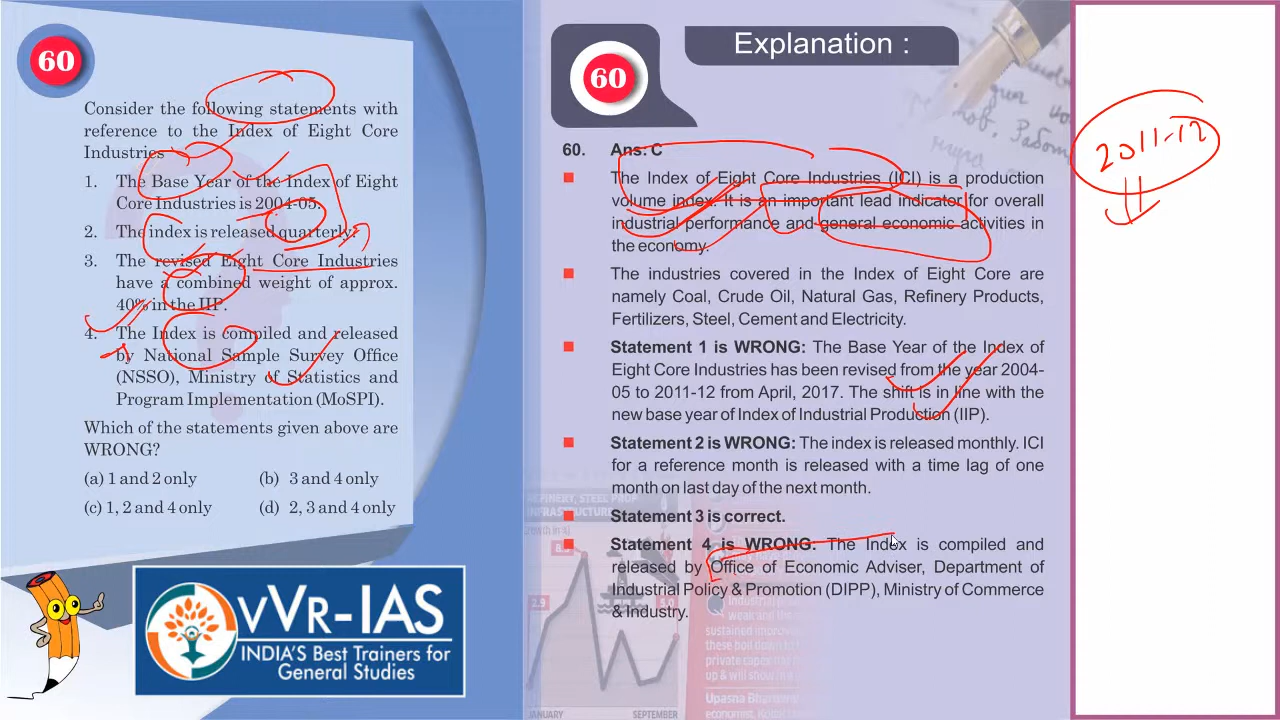 60
Consider the following statements with
reference to the Index of Eight Core
Industries
1. The Base Year of the Index of Eight
Core Industries is 2004-05.
2. The index is released quarterly.
3. The revised Eight Core Industries
have a combined weight of approx.
40% in the IIP.
4. The Index is compiled and released
by National Sample Survey Office
(NSSO), Ministry of Statistics and
Program Implementation (MoSPI).
Which of the statements given above are
WRONG?
(a) 1 and 2 only (b) 3 and 4 only
(c) 1, 2 and 4 only (d) 2, 3 and 4 only
vVr-IAS
INDIA'S Best Trainers for
General Studies
Explanation :
60
60. Ans: C
The Index of Eight Core Industries (ICI) is a production
volume index. It is an important lead indicator for overall
industrial performance and general economic activities in
the economy.
The industries covered in the Index of Eight Core are
namely Coal, Crude Oil, Natural Gas, Refinery Products,
Fertilizers, Steel, Cement and Electricity.
Statement 1 is WRONG: The Base Year of the Index of
Eight Core Industries has been revised from the year 2004-
05 to 2011-12 from April, 2017. The shift is in line with the
new base year of Index of Industrial Production (IIP).
Statement 2 is WRONG: The index is released monthly. ICI
for a reference month is released with a time lag of one
month on last day of the next month.
Statement 3 is correct.
Statement 4 is WRONG: The Index is compiled and
released by Office of Economic Adviser, Department of
Industrial Policy & Promotion (DIPP), Ministry of Commerce
& Industry.
JANUARY SEPTEMBER
2011-12